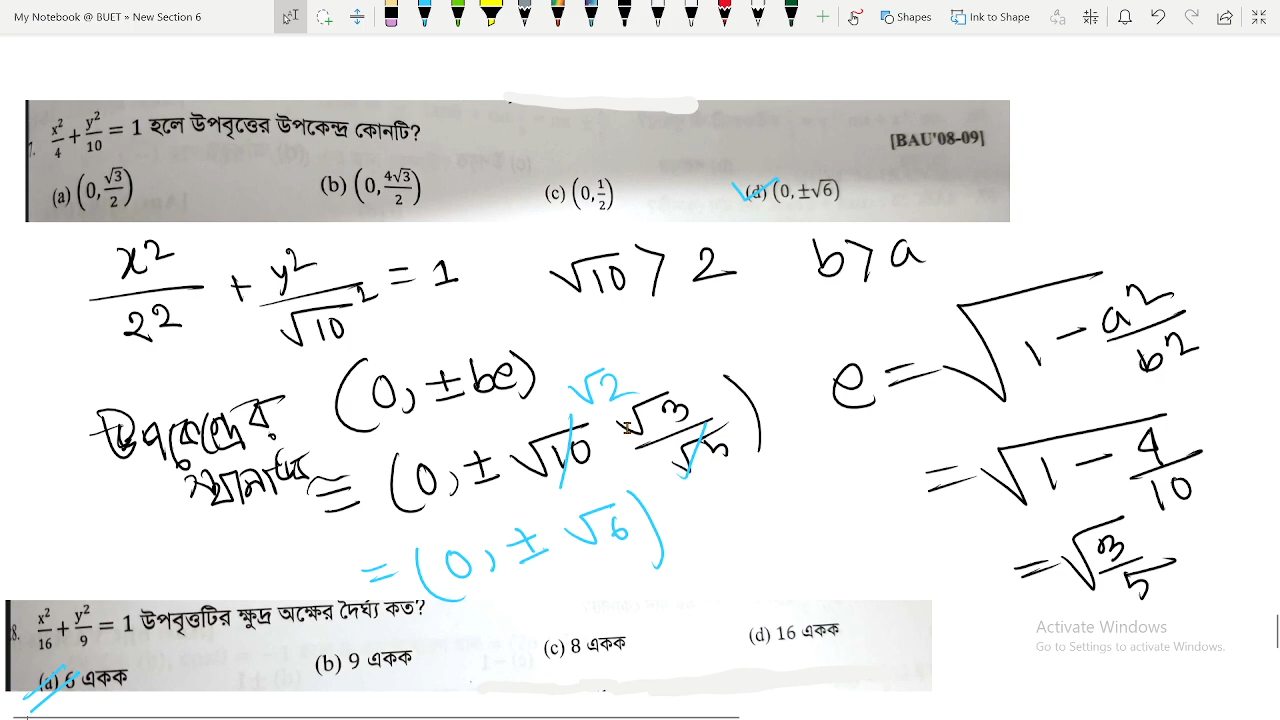 My Notebook @ BUET » New Section 6
Shapes
Ink to Shape
7. x²/4 + y²/10 = 1 হলে উপবৃত্তের উপকেন্দ্র কোনটি?
[BAU'08-09]
(a) (0, √3/2) (b) (0, 4√3/2) (c) (0, 1/2) (d) (0, ±√6)
x²/2² + y²/√10² = 1 √10 > 2 b > a
e = √(1 − a²/b²)
উপকেন্দ্রের (0, ± be)
স্থানাঙ্ক = (0, ± √10 √3/√5) √2
= √(1 − 4/10)
= (0, ± √6)
= √(3/5)
8. x²/16 + y²/9 = 1 উপবৃত্তটির ক্ষুদ্র অক্ষের দৈর্ঘ্য কত?
(a) 6 একক (b) 9 একক (c) 8 একক (d) 16 একক
Activate Windows
Go to Settings to activate Windows.